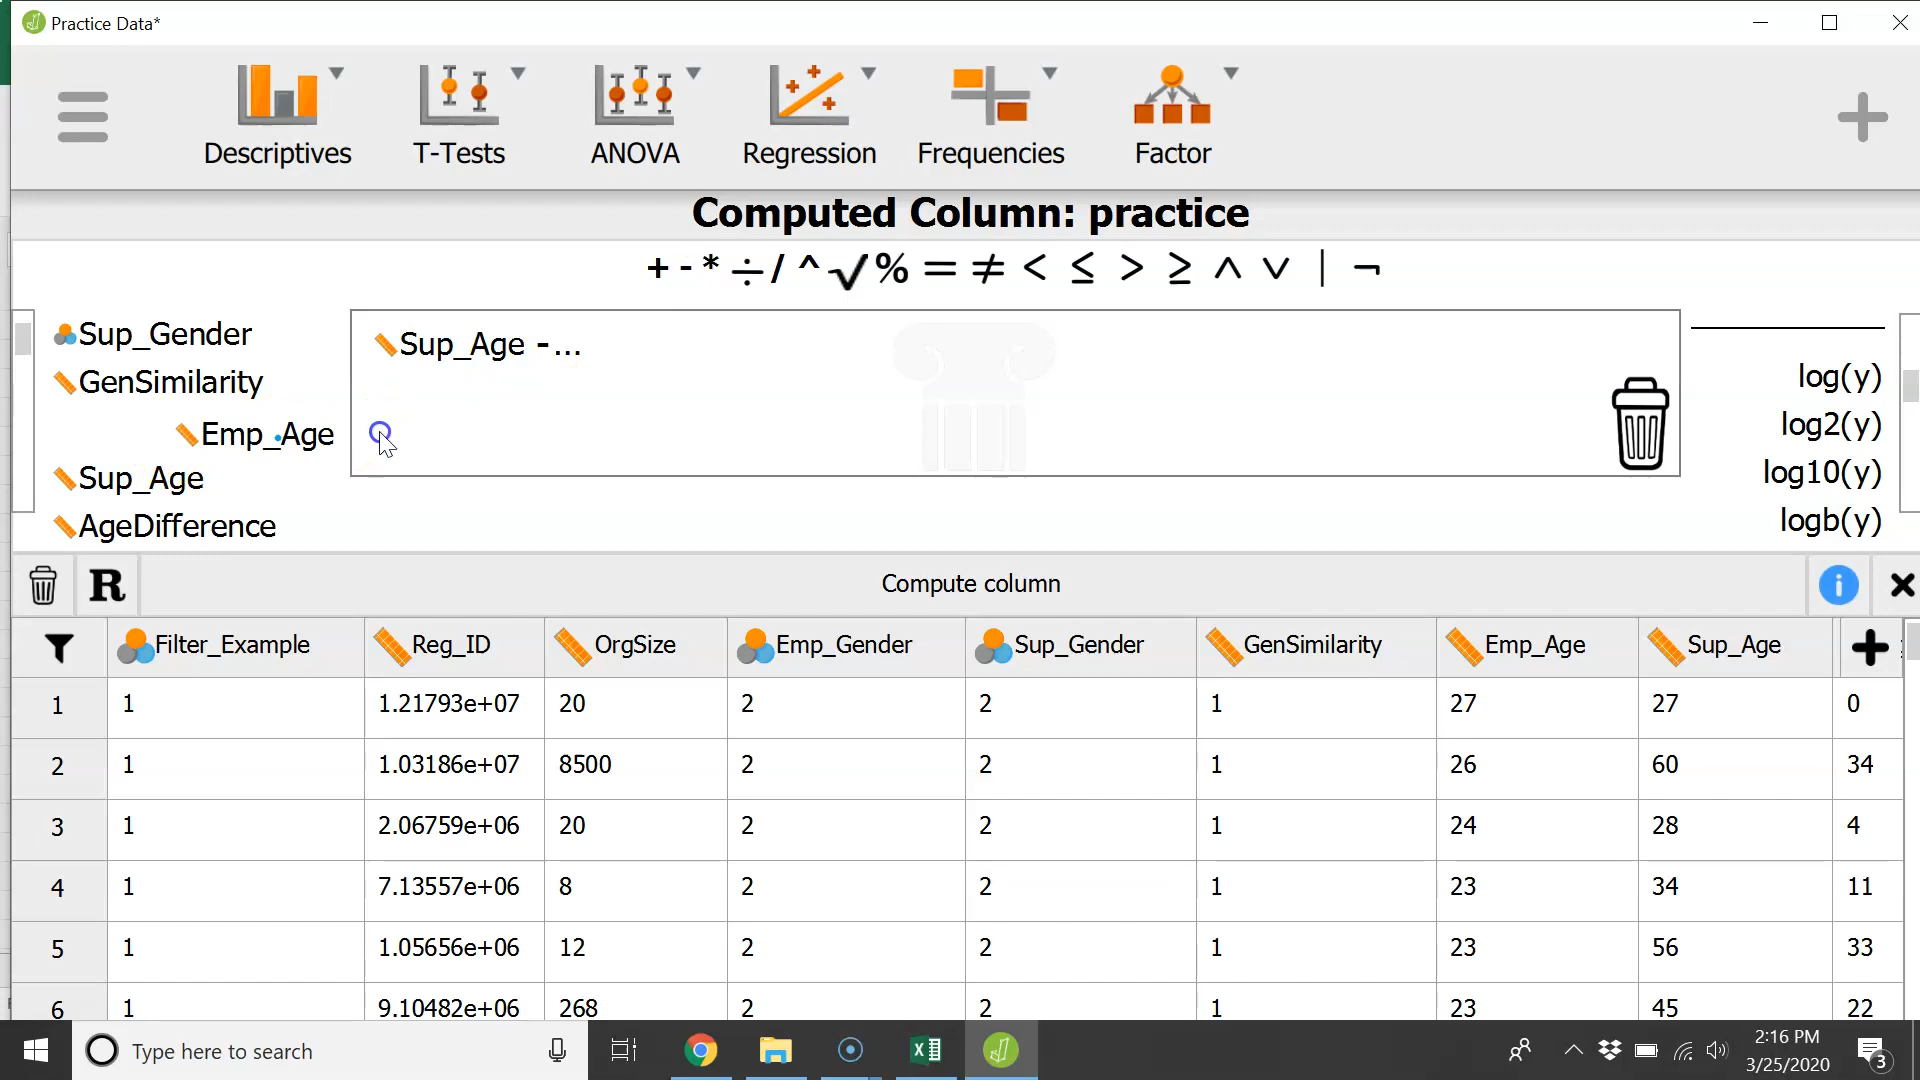 Practice Data*
Descriptives T-Tests ANOVA Regression Frequencies Factor
Computed Column: practice
+ - * ÷ / ^ √ % = ≠ < ≤ > ≥ ∧ ∨ | ¬
Sup_Gender
GenSimilarity
Emp_Age
Sup_Age
AgeDifference
Sup_Age -...
log(y)
log2(y)
log10(y)
logb(y)
R Compute column i
Filter_Example Reg_ID OrgSize Emp_Gender Sup_Gender GenSimilarity Emp_Age Sup_Age
1 1 1.21793e+07 20 2 2 1 27 27 0
2 1 1.03186e+07 8500 2 2 1 26 60 34
3 1 2.06759e+06 20 2 2 1 24 28 4
4 1 7.13557e+06 8 2 2 1 23 34 11
5 1 1.05656e+06 12 2 2 1 23 56 33
6 1 9.10482e+06 268 2 2 1 23 45 22
Type here to search
2:16 PM
3/25/2020
3